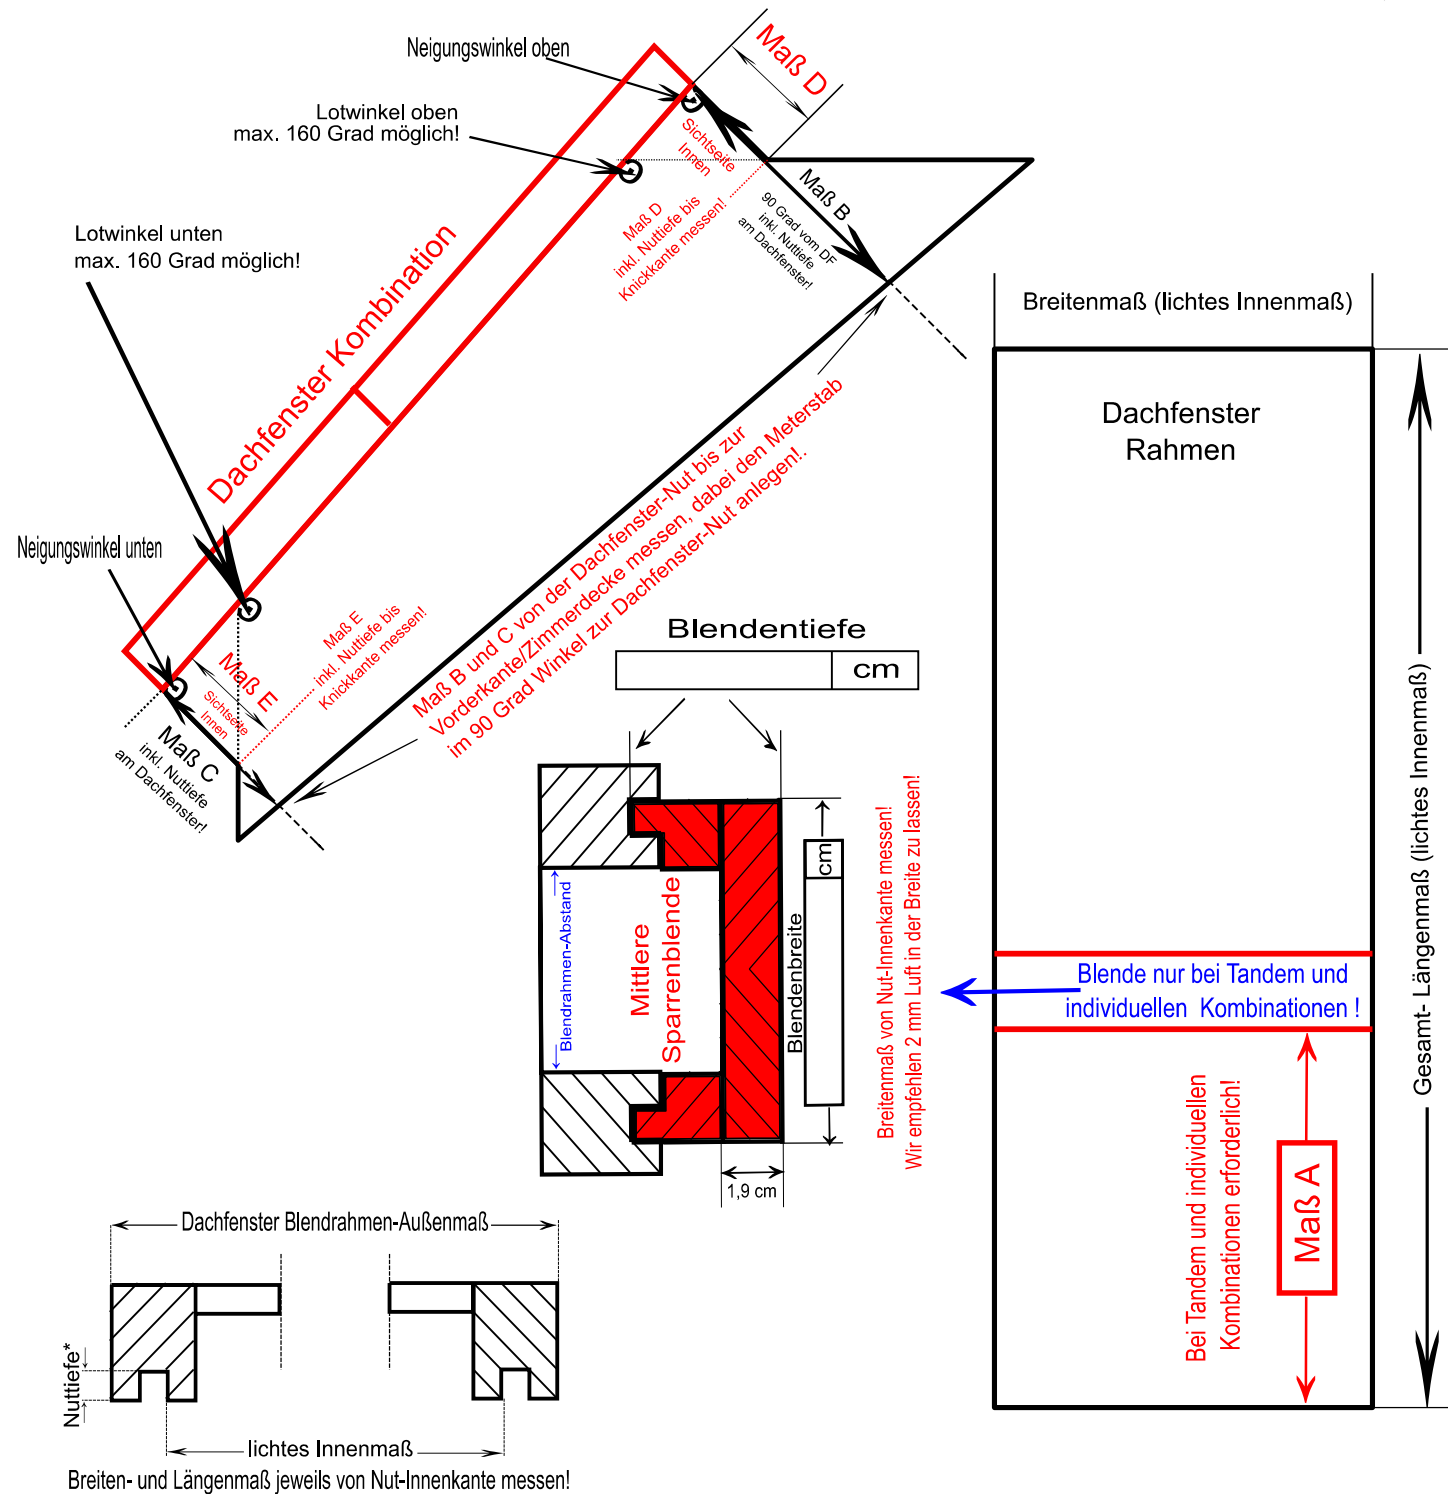 Neigungswinkel oben
Maß D
Lotwinkel oben
max. 160 Grad möglich!
Sichtseite
Innen
Maß B
90 Grad vom DF
inkl. Nuttiefe
am Dachfenster!
Maß D
inkl. Nuttiefe bis
Knickkante messen!
Lotwinkel unten
max. 160 Grad möglich!
Dachfenster Kombination
Neigungswinkel unten
Maß E
inkl. Nuttiefe bis
Knickkante messen!
Maß E
Sichtseite
Innen
Maß C
inkl. Nuttiefe
am Dachfenster!
Maß B und C von der Dachfenster-Nut bis zur
Vorderkante/Zimmerdecke messen, dabei den Meterstab
im 90 Grad Winkel zur Dachfenster-Nut anlegen!.
Breitenmaß (lichtes Innenmaß)
Dachfenster
Rahmen
Gesamt- Längenmaß (lichtes Innenmaß)
Blende nur bei Tandem und
individuellen Kombinationen !
Bei Tandem und individuellen
Kombinationen erforderlich!
Maß A
Blendentiefe
cm
Blendrahmen-Abstand
Mittlere
Sparrenblende
Blendenbreite
cm
1,9 cm
Breitenmaß von Nut-Innenkante messen!
Wir empfehlen 2 mm Luft in der Breite zu lassen!
Dachfenster Blendrahmen-Außenmaß
Nuttiefe*
lichtes Innenmaß
Breiten- und Längenmaß jeweils von Nut-Innenkante messen!